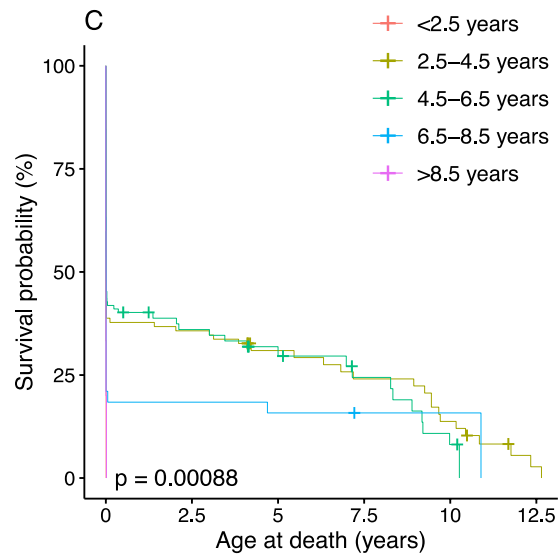 C
<2.5 years
2.5–4.5 years
4.5–6.5 years
6.5–8.5 years
>8.5 years
Survival probability (%)
100
75
50
25
0
p = 0.00088
0 2.5 5 7.5 10 12.5
Age at death (years)